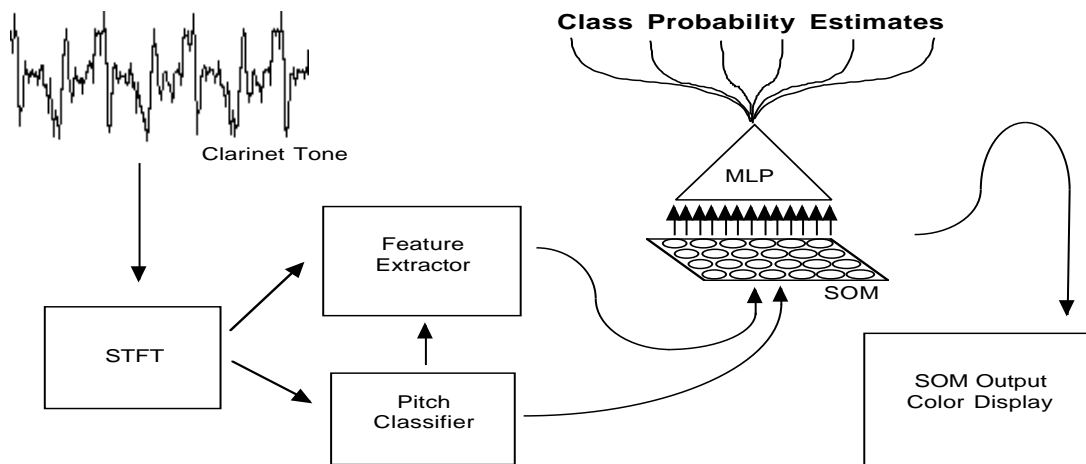 Class Probability Estimates
Clarinet Tone
MLP
Feature
Extractor
SOM
STFT
Pitch
Classifier
SOM Output
Color Display